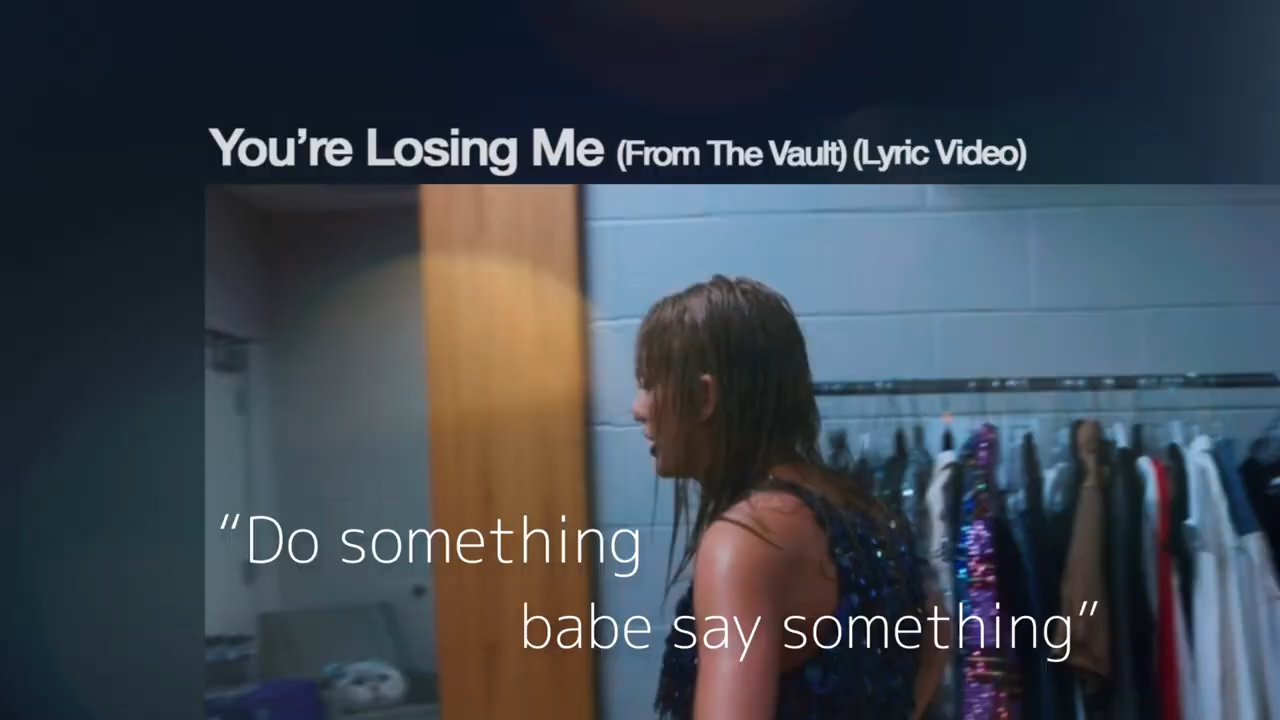 You're Losing Me (From The Vault) (Lyric Video)
“Do something
babe say something”